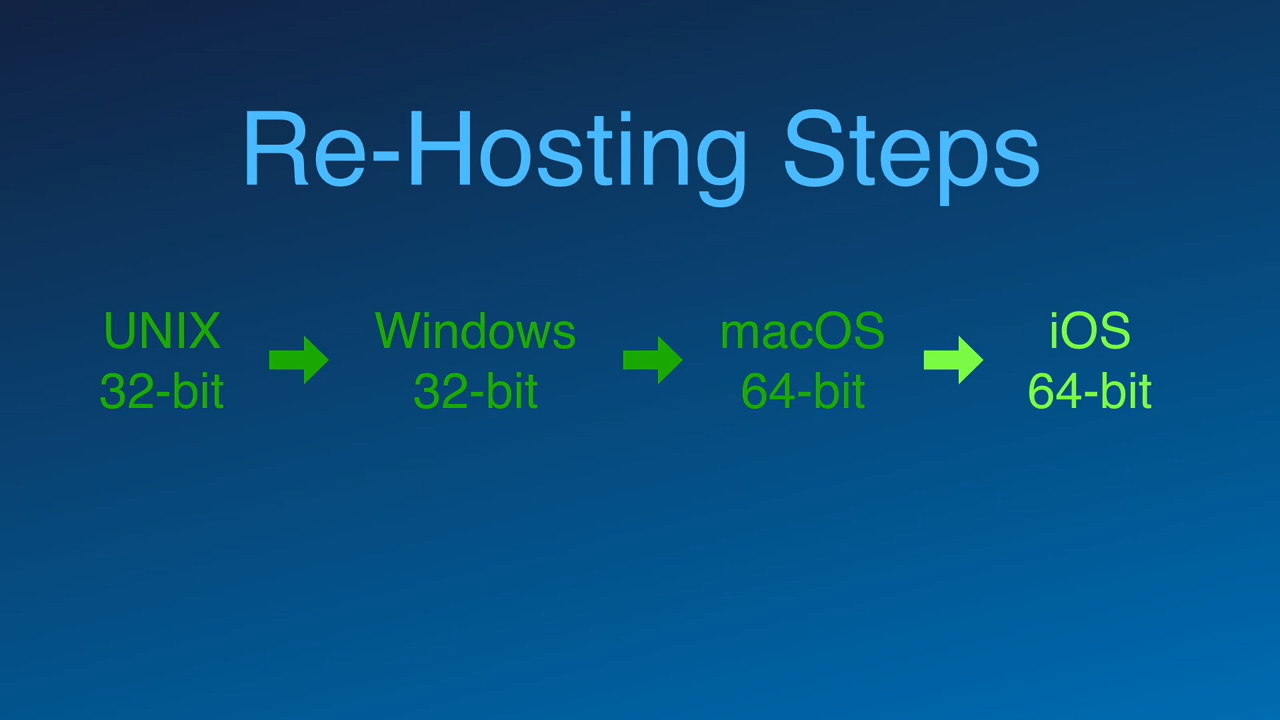 Re-Hosting Steps
UNIX
32-bit
Windows
32-bit
macOS
64-bit
iOS
64-bit